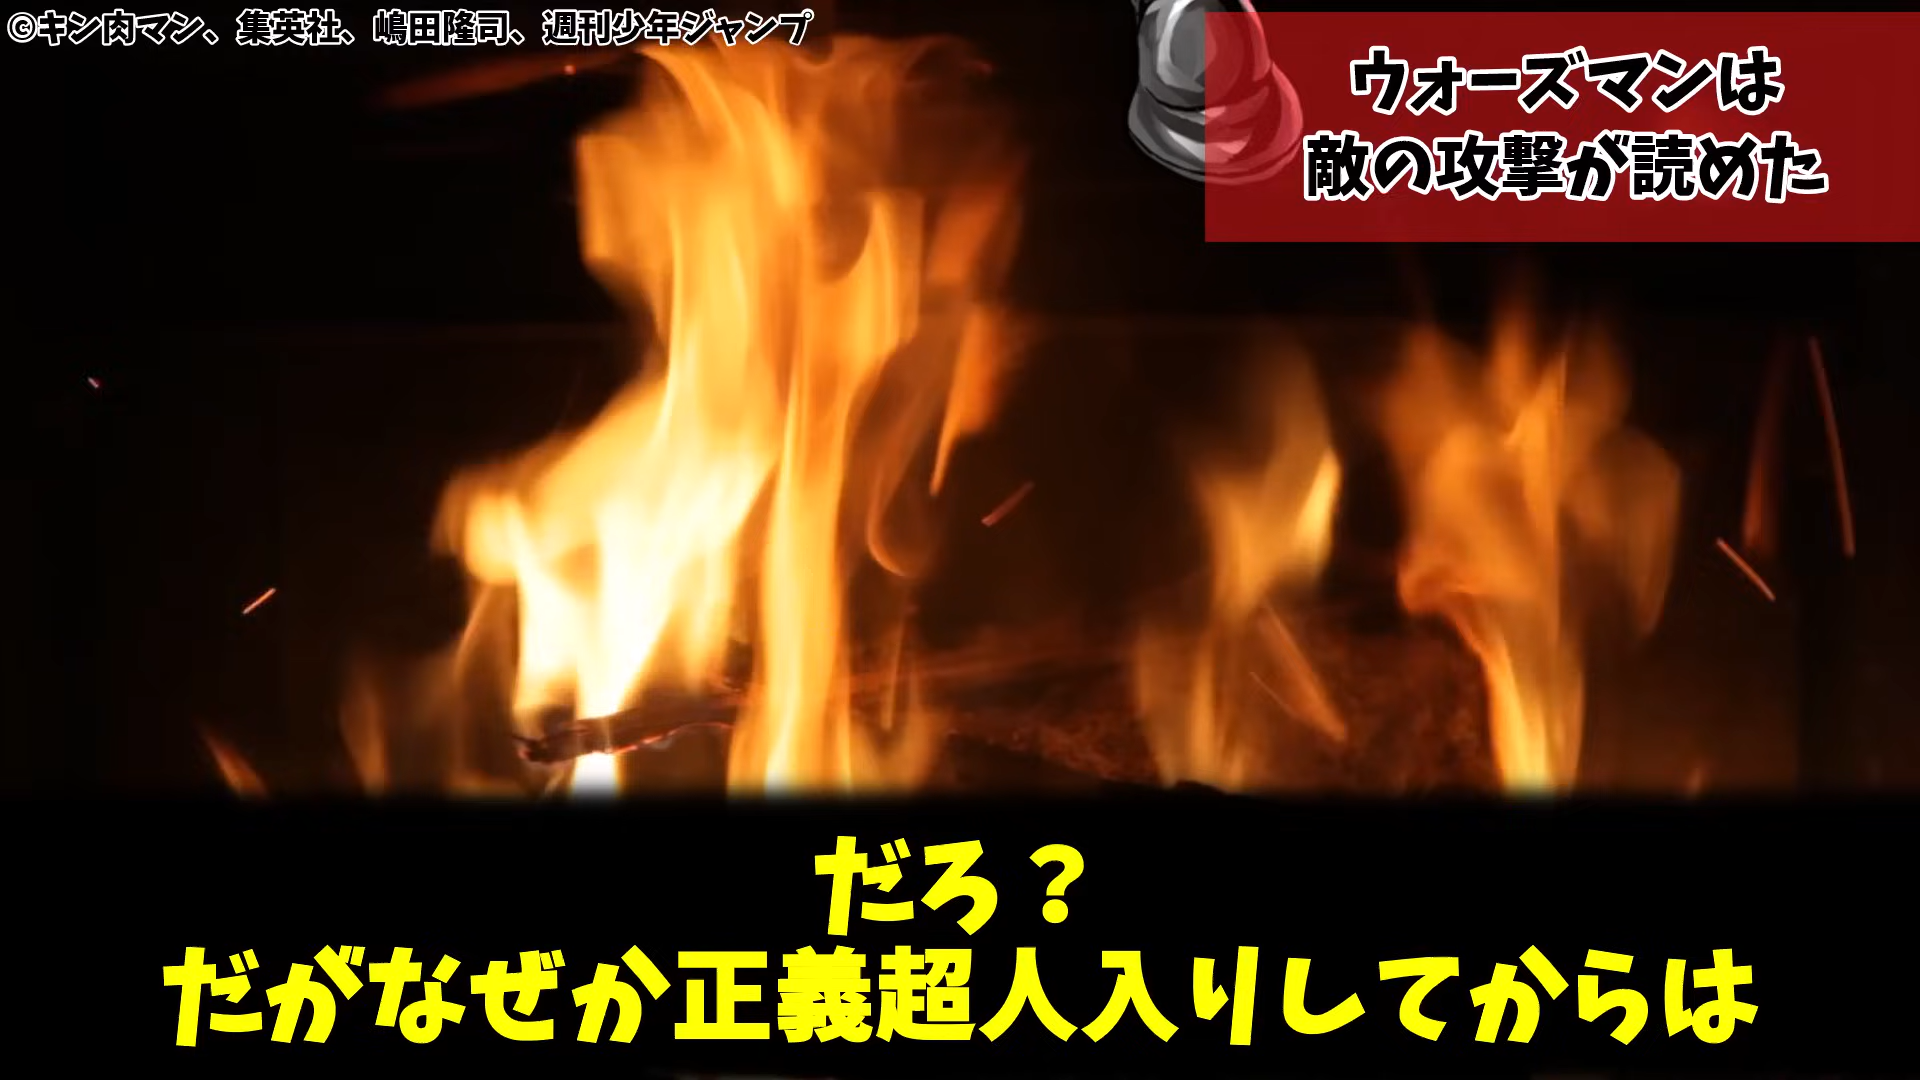 ©キン肉マン、集英社、嶋田隆司、週刊少年ジャンプ
ウォーズマンは
敵の攻撃が読めた
だろ？
だがなぜか正義超人入りしてからは